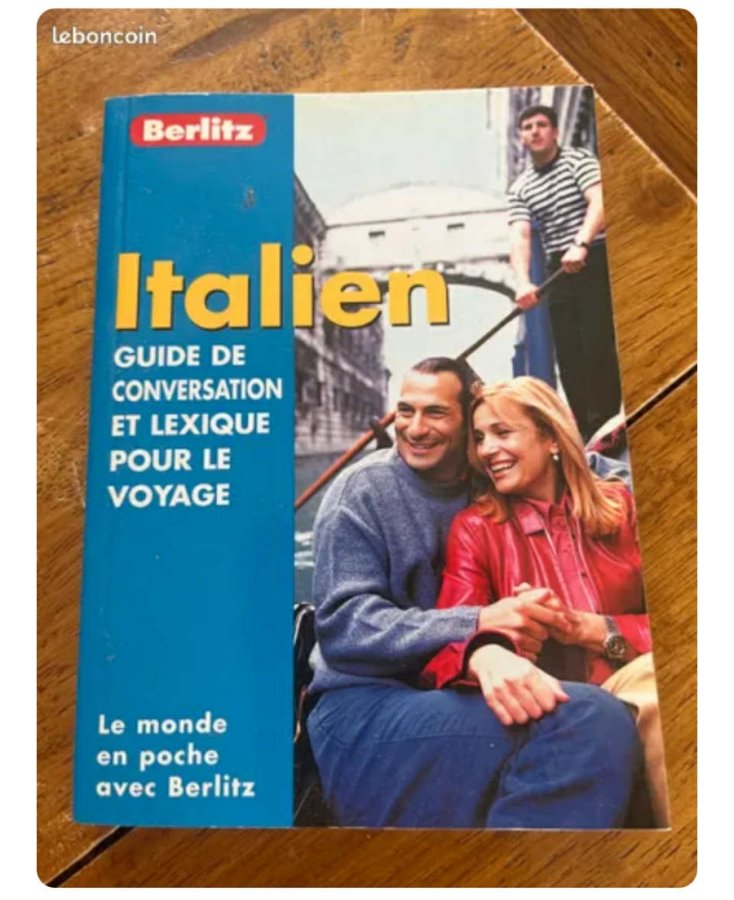 leboncoin
Berlitz
Italien
GUIDE DE
CONVERSATION
ET LEXIQUE
POUR LE
VOYAGE
Le monde
en poche
avec Berlitz